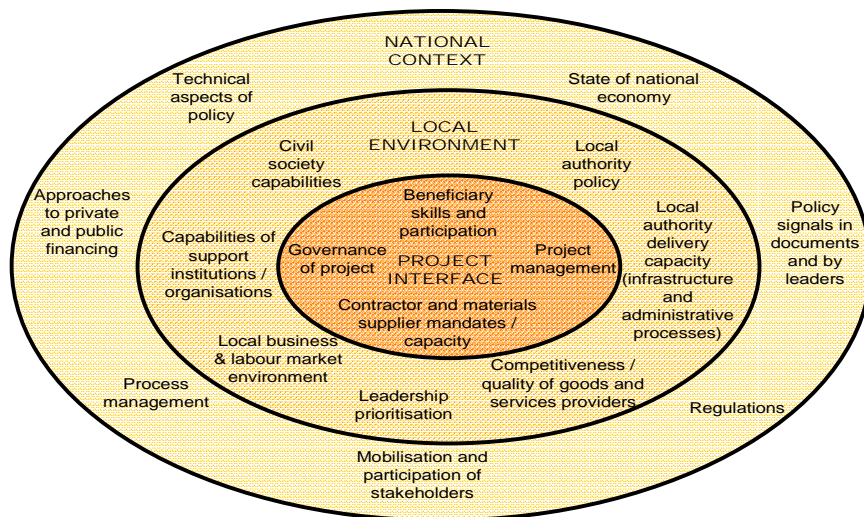 NATIONAL
CONTEXT
Technical
aspects of
policy
State of national
economy
LOCAL
ENVIRONMENT
Civil
society
capabilities
Local
authority
policy
Approaches
to private
and public
financing
Beneficiary
skills and
participation
Local
authority
delivery
capacity
(infrastructure
and
administrative
processes)
Policy
signals in
documents
and by
leaders
Capabilities of
support
institutions /
organisations
Governance
of project
PROJECT
INTERFACE
Project
management
Contractor and materials
supplier mandates /
capacity
Local business
& labour market
environment
Competitiveness /
quality of goods and
services providers
Process
management
Leadership
prioritisation
Regulations
Mobilisation and
participation of
stakeholders